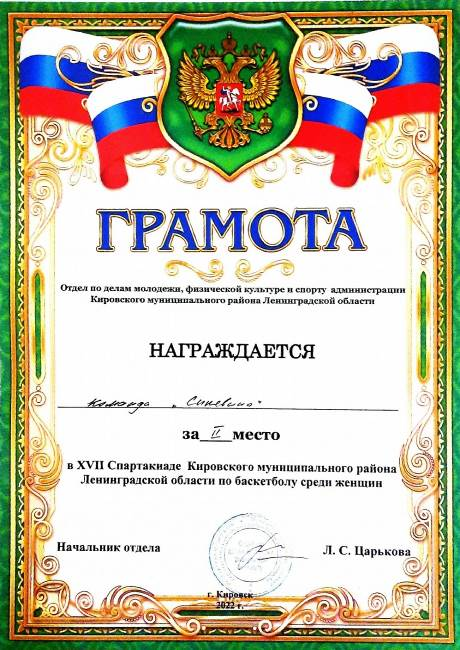 ГРАМОТА
Отдел по делам молодежи, физической культуре и спорту администрации
Кировского муниципального района Ленинградской области
НАГРАЖДАЕТСЯ
команда „Синявино"
за II место
в XVII Спартакиаде Кировского муниципального района
Ленинградской области по баскетболу среди женщин
Начальник отдела Л. С. Царькова
г. Кировск
2022 г.